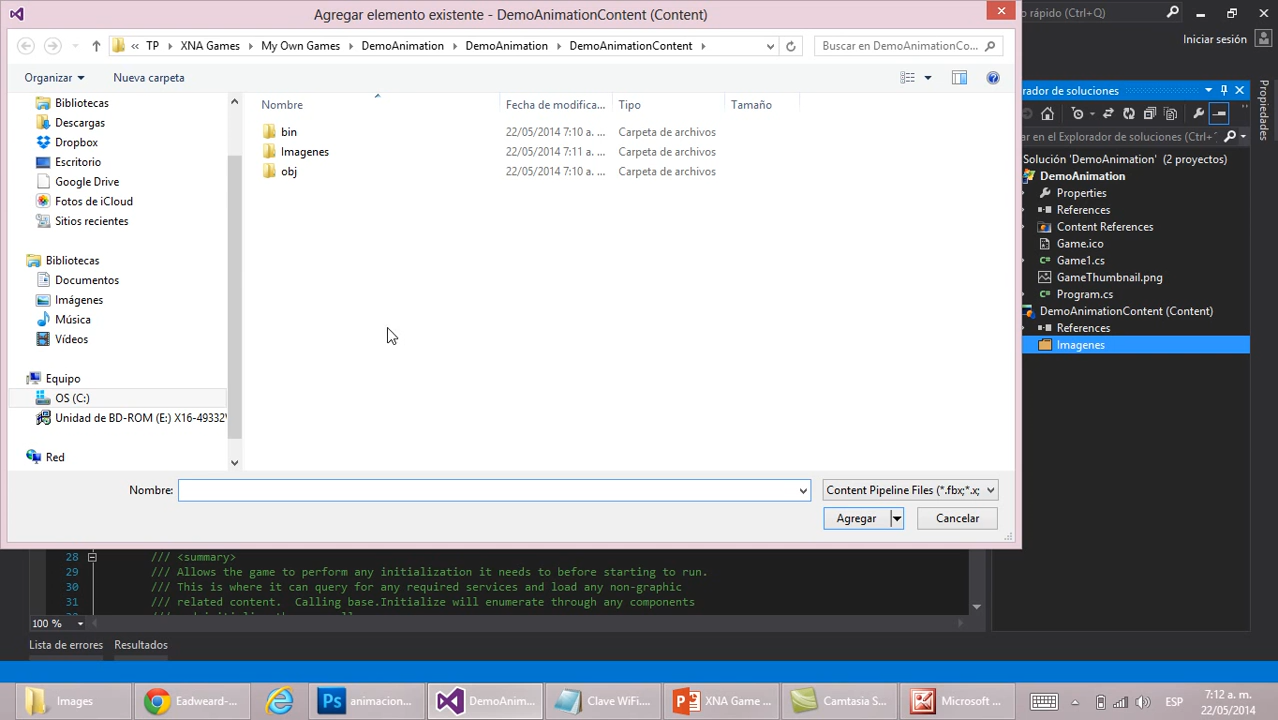 Agregar elemento existente - DemoAnimationContent (Content)
rápido (Ctrl+Q)
Iniciar sesión
TP XNA Games My Own Games DemoAnimation DemoAnimation DemoAnimationContent
Buscar en DemoAnimationCo...
Organizar
Nueva carpeta
Nombre Fecha de modifica... Tipo Tamaño
bin 22/05/2014 7:10 a. ... Carpeta de archivos
Imagenes 22/05/2014 7:11 a. ... Carpeta de archivos
obj 22/05/2014 7:10 a. ... Carpeta de archivos
Bibliotecas
Descargas
Dropbox
Escritorio
Google Drive
Fotos de iCloud
Sitios recientes
Bibliotecas
Documentos
Imágenes
Música
Vídeos
Equipo
OS (C:)
Unidad de BD-ROM (E:) X16-49332
Red
Nombre:
Content Pipeline Files (*.fbx;*.x;
Agregar
Cancelar
rador de soluciones
ar en el Explorador de soluciones (Ctrl+
Solución 'DemoAnimation' (2 proyectos)
DemoAnimation
Properties
References
Content References
Game.ico
Game1.cs
GameThumbnail.png
Program.cs
DemoAnimationContent (Content)
References
Imagenes
Propiedades
28 /// <summary>
29 /// Allows the game to perform any initialization it needs to before starting to run.
30 /// This is where it can query for any required services and load any non-graphic
31 /// related content.  Calling base.Initialize will enumerate through any components
100 %
Lista de errores
Resultados
Images
Eadweard-...
animacion...
DemoAnim...
Clave WiFi....
XNA Game ...
Camtasia S...
Microsoft ...
ESP
7:12 a. m.
22/05/2014